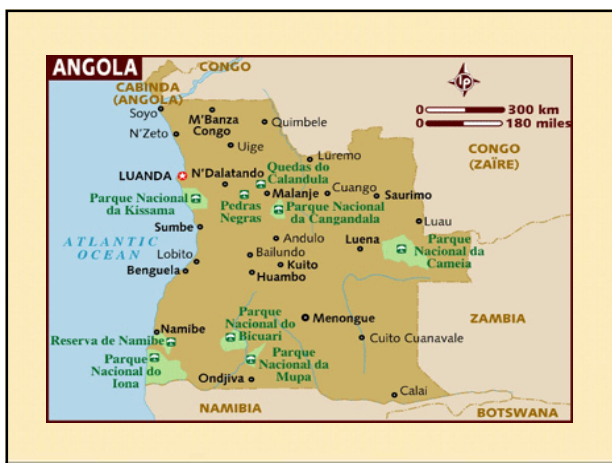 ANGOLA
CONGO
CABINDA
(ANGOLA)
Soyo
M'Banza
Congo
Quimbele
N'Zeto
Uige
0 300 km
0 180 miles
CONGO
(ZAÏRE)
Lúremo
LUANDA
N'Dalatando
Quedas do
Calandula
Malanje
Cuango
Saurimo
Parque Nacional
da Kissama
Pedras
Negras
Parque Nacional
da Cangandala
Luau
Sumbe
ATLANTIC
OCEAN
Andulo
Luena
Parque
Nacional da
Cameia
Lobito
Bailundo
Kuito
Benguela
Huambo
Namibe
Parque
Nacional do
Bicuari
Menongue
ZAMBIA
Reserva de Namibe
Cuito Cuanavale
Parque
Nacional do
Iona
Parque
Nacional da
Mupa
Ondjiva
Calai
NAMIBIA
BOTSWANA